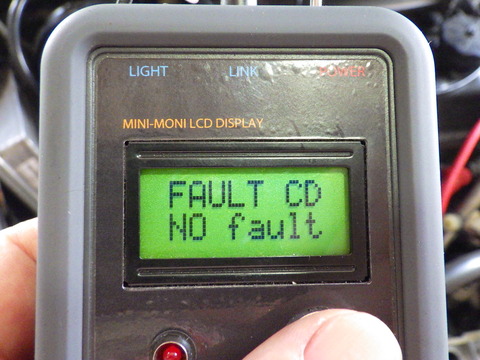 LIGHT LINK POWER
MINI-MONI LCD DISPLAY
FAULT CD
NO fault